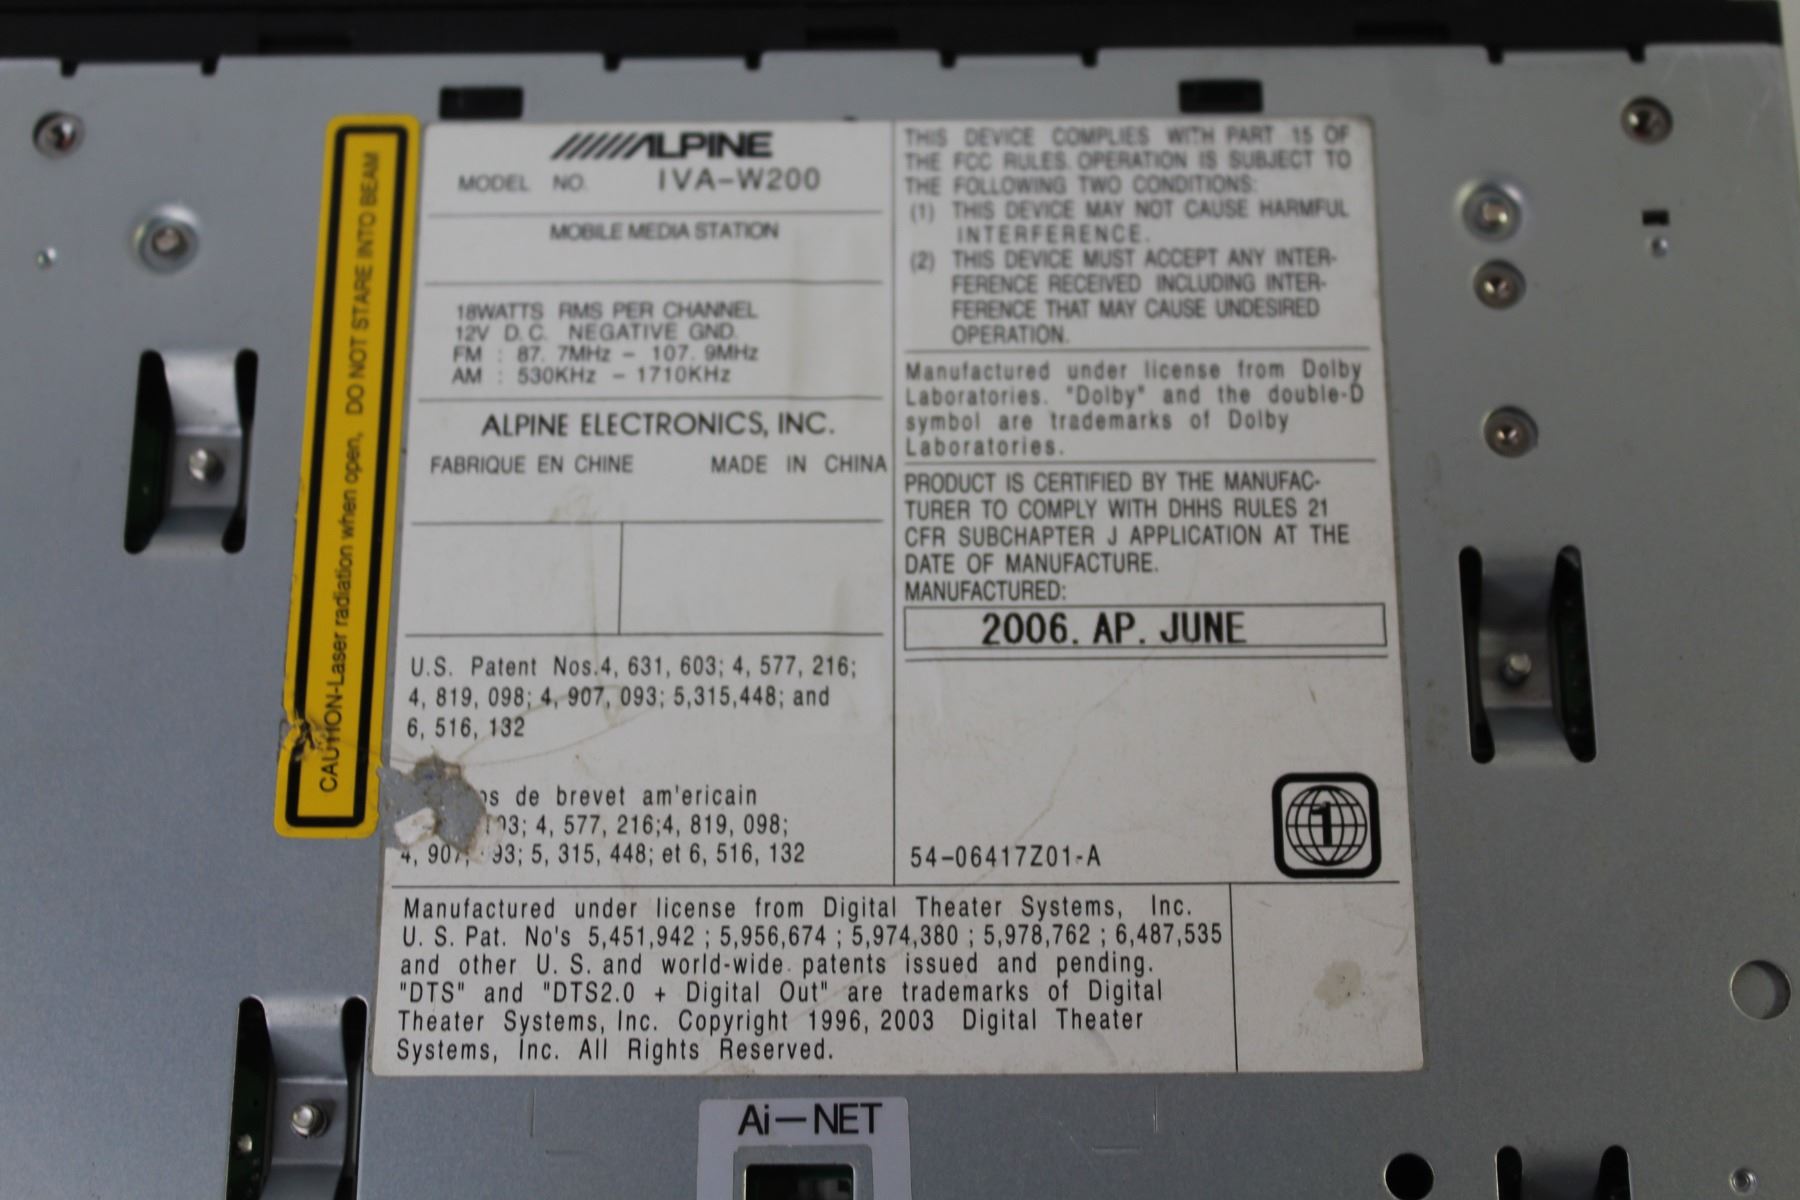 CAUTION-Laser radiation when open, DO NOT STARE INTO BEAM
ALPINE
MODEL NO. IVA-W200
MOBILE MEDIA STATION
18WATTS RMS PER CHANNEL
12V D.C. NEGATIVE GND.
FM : 87. 7MHz - 107. 9MHz
AM : 530KHz - 1710KHz
ALPINE ELECTRONICS, INC.
FABRIQUE EN CHINE MADE IN CHINA
U.S. Patent Nos.4, 631, 603; 4, 577, 216;
4, 819, 098; 4, 907, 093; 5,315,448; and
6, 516, 132
de brevet am'ericain
4, 577, 216;4, 819, 098;
5, 315, 448; et 6, 516, 132
THIS DEVICE COMPLIES WITH PART 15 OF
THE FCC RULES. OPERATION IS SUBJECT TO
THE FOLLOWING TWO CONDITIONS:
(1) THIS DEVICE MAY NOT CAUSE HARMFUL
INTERFERENCE.
(2) THIS DEVICE MUST ACCEPT ANY INTER-
FERENCE RECEIVED INCLUDING INTER-
FERENCE THAT MAY CAUSE UNDESIRED
OPERATION.
Manufactured under license from Dolby
Laboratories. "Dolby" and the double-D
symbol are trademarks of Dolby
Laboratories.
PRODUCT IS CERTIFIED BY THE MANUFAC-
TURER TO COMPLY WITH DHHS RULES 21
CFR SUBCHAPTER J APPLICATION AT THE
DATE OF MANUFACTURE.
MANUFACTURED:
2006. AP. JUNE
1
54-06417Z01-A
Manufactured under license from Digital Theater Systems, Inc.
U. S. Pat. No's 5,451,942 ; 5,956,674 ; 5,974,380 ; 5,978,762 ; 6,487,535
and other U. S. and world-wide patents issued and pending.
"DTS" and "DTS2.0 + Digital Out" are trademarks of Digital
Theater Systems, Inc. Copyright 1996, 2003 Digital Theater
Systems, Inc. All Rights Reserved.
Ai-NET